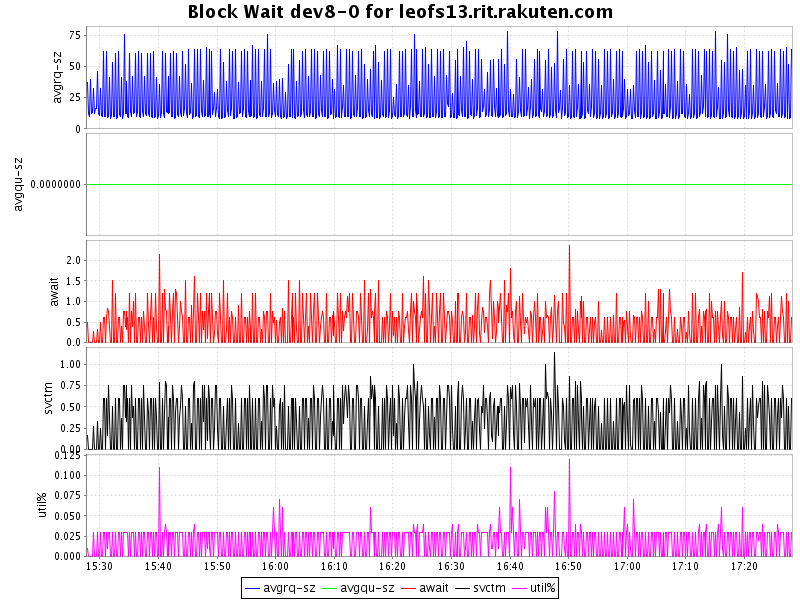 Block Wait dev8-0 for leofs13.rit.rakuten.com
avgrq-sz
75
50
25
0
avgqu-sz
0.0000000
await
2.0
1.5
1.0
0.5
0.0
svctm
1.00
0.75
0.50
0.25
0.00
util%
0.125
0.100
0.075
0.050
0.025
0.000
15:30 15:40 15:50 16:00 16:10 16:20 16:30 16:40 16:50 17:00 17:10 17:20
avgrq-sz avgqu-sz await svctm util%